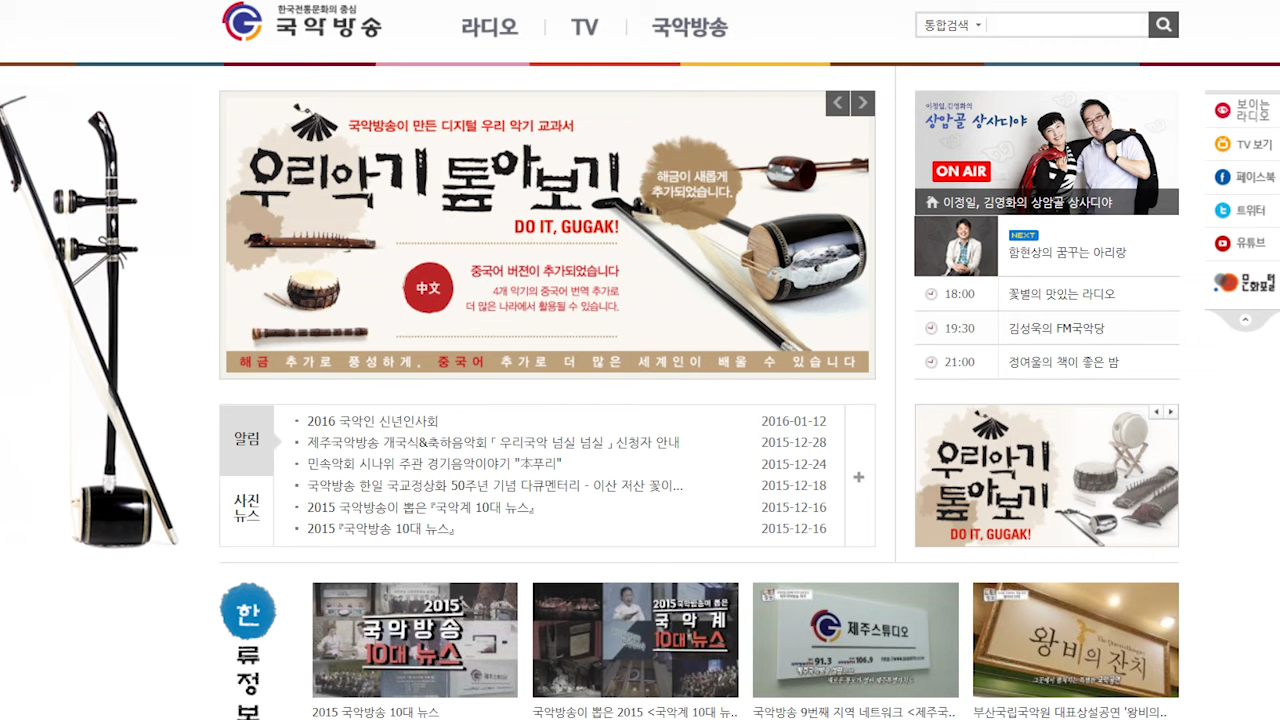 한국전통문화의 중심
국악방송
라디오
TV
국악방송
통합검색
국악방송이 만든 디지털 우리 악기 교과서
우리악기 톺아보기
DO IT, GUGAK!
해금이 새롭게
추가되었습니다.
中文
중국어 버젼이 추가되었습니다
4개 악기의 중국어 번역 추가로
더 많은 나라에서 활용될 수 있습니다.
해금 추가로 풍성하게, 중국어 추가로 더 많은 세계인이 배울 수 있습니다
이정일, 김영화의
상암골 상사디야
ON AIR
이정일, 김영화의 상암골 상사디야
NEXT
함현상의 꿈꾸는 아리랑
18:00 꽃별의 맛있는 라디오
19:30 김성욱의 FM국악당
21:00 정여울의 책이 좋은 밤
보이는
라디오
TV 보기
페이스북
트위터
유튜브
문화포털
알림
사진
뉴스
2016 국악인 신년인사회 2016-01-12
제주국악방송 개국식&축하음악회 「 우리국악 넘실 넘실 」 신청자 안내 2015-12-28
민속악회 시나위 주관 경기음악이야기 "本푸리" 2015-12-24
국악방송 한일 국교정상화 50주년 기념 다큐멘터리 - 이산 저산 꽃이... 2015-12-18
2015 국악방송이 뽑은 『국악계 10대 뉴스』 2015-12-16
2015 『국악방송 10대 뉴스』 2015-12-16
우리악기
톺아보기
DO IT, GUGAK!
한
류
정
보
2015
국악방송
10대 뉴스
2015 국악방송 10대 뉴스
2015 국악방송이 뽑은
국악계
10대 뉴스
국악방송이 뽑은 2015 <국악계 10대 뉴..
제주스튜디오
91.3
106.9
국악방송 9번째 지역 네트워크 <제주국..
왕비의 잔치
The Queen's Banquet
부산국립국악원 대표상설공연 '왕비의..